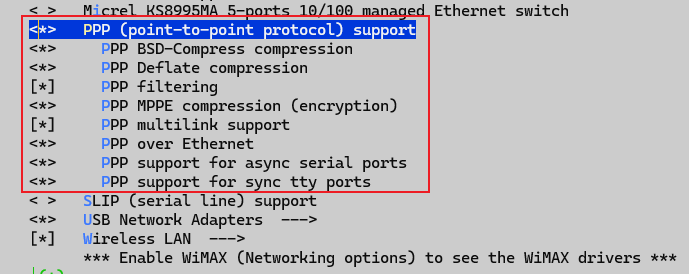 < > Micrel KS8995MA 5-ports 10/100 managed Ethernet switch
<*> PPP (point-to-point protocol) support
<*> PPP BSD-Compress compression
<*> PPP Deflate compression
[*] PPP filtering
<*> PPP MPPE compression (encryption)
[*] PPP multilink support
<*> PPP over Ethernet
<*> PPP support for async serial ports
<*> PPP support for sync tty ports
< > SLIP (serial line) support
<*> USB Network Adapters --->
[*] Wireless LAN --->
*** Enable WiMAX (Networking options) to see the WiMAX drivers ***